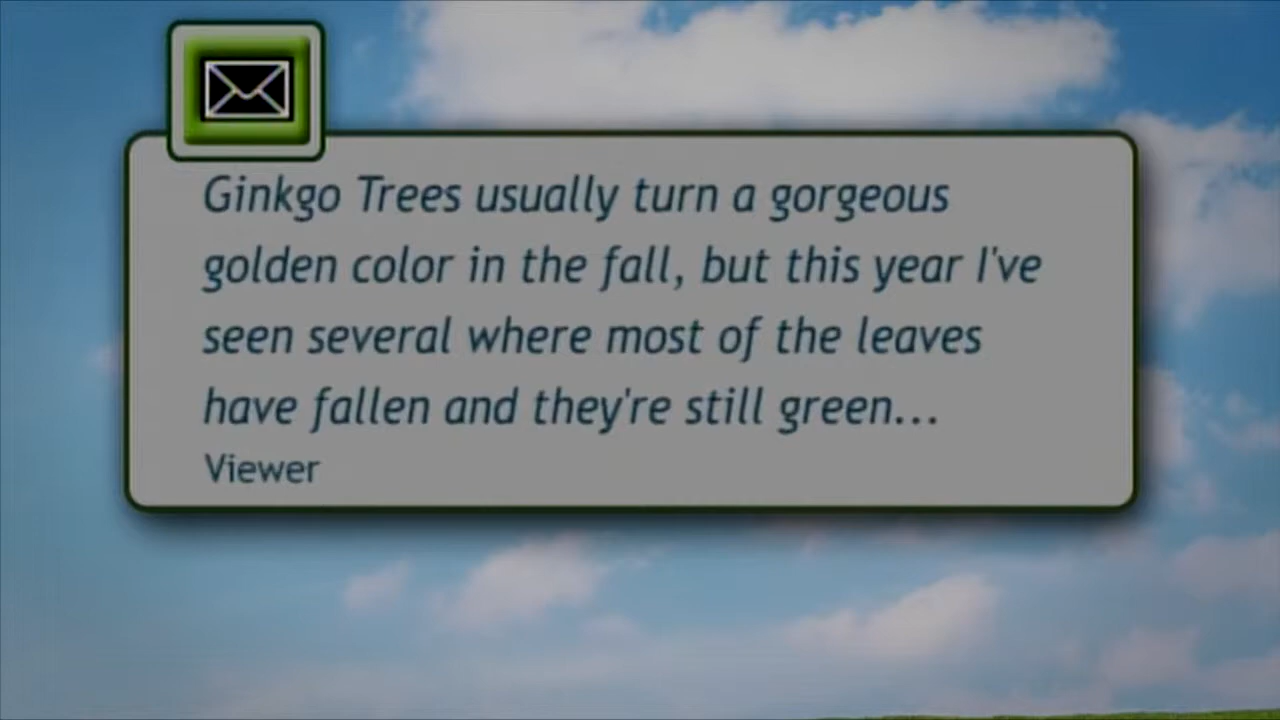 Ginkgo Trees usually turn a gorgeous
golden color in the fall, but this year I've
seen several where most of the leaves
have fallen and they're still green...
Viewer